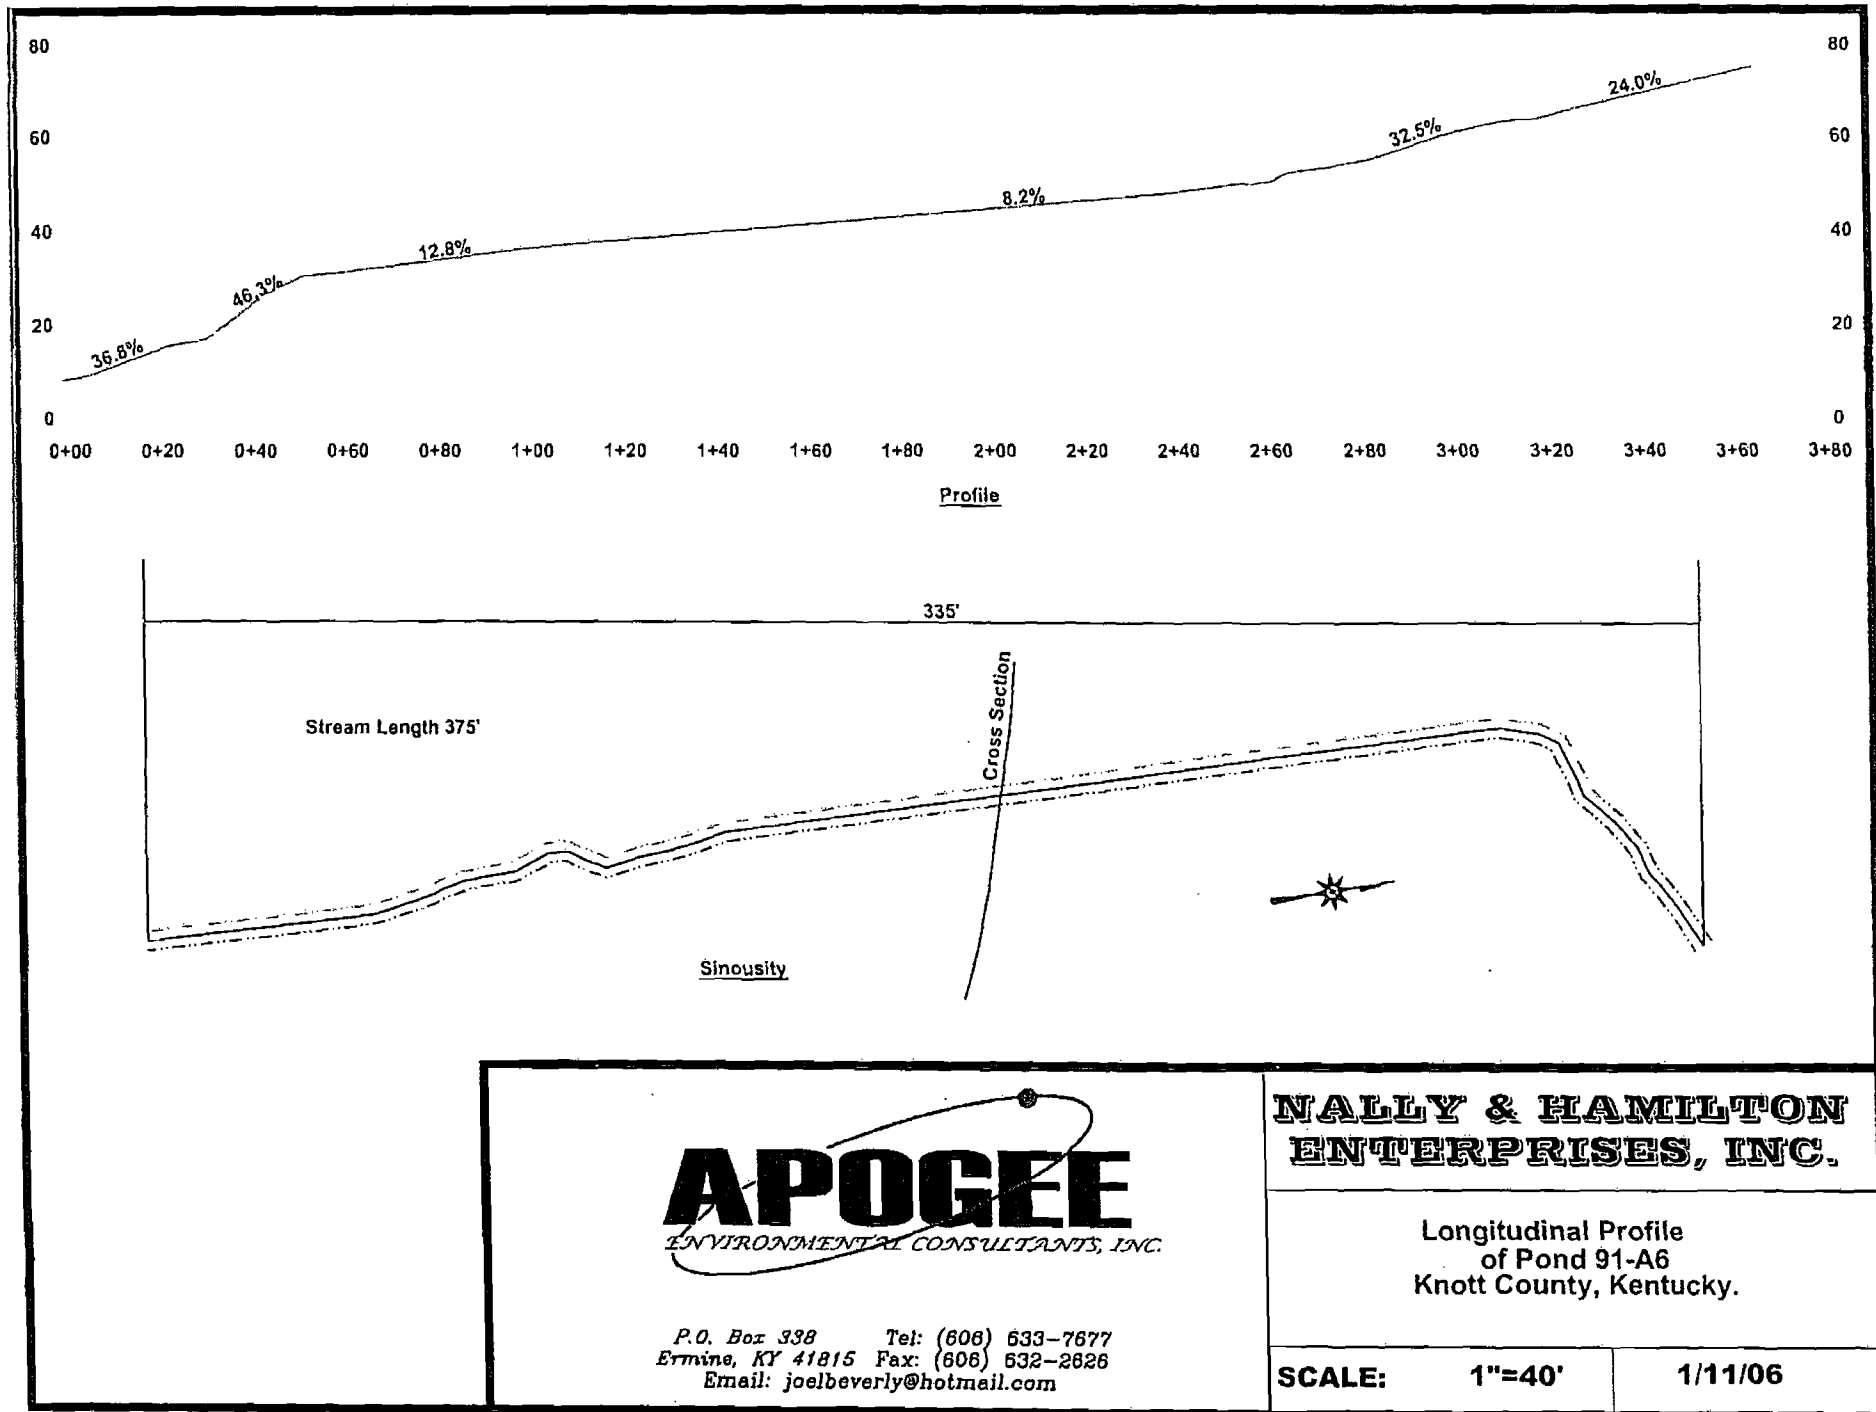 80 80
24.0%
60 32.5% 60
8.2%
40 40
12.8%
46.3%
20 20
36.8%
0 0
0+00 0+20 0+40 0+60 0+80 1+00 1+20 1+40 1+60 1+80 2+00 2+20 2+40 2+60 2+80 3+00 3+20 3+40 3+60 3+80
Profile
335'
Cross Section
Stream Length 375'
Sinousity
APOGEE
ENVIRONMENTAL CONSULTANTS, INC.
P.O. Box 338 Tel: (606) 633-7677
Ermine, KY 41815 Fax: (606) 632-2626
Email: joelbeverly@hotmail.com
NALLY & HAMILTON
ENTERPRISES, INC.
Longitudinal Profile
of Pond 91-A6
Knott County, Kentucky.
SCALE: 1"=40' 1/11/06